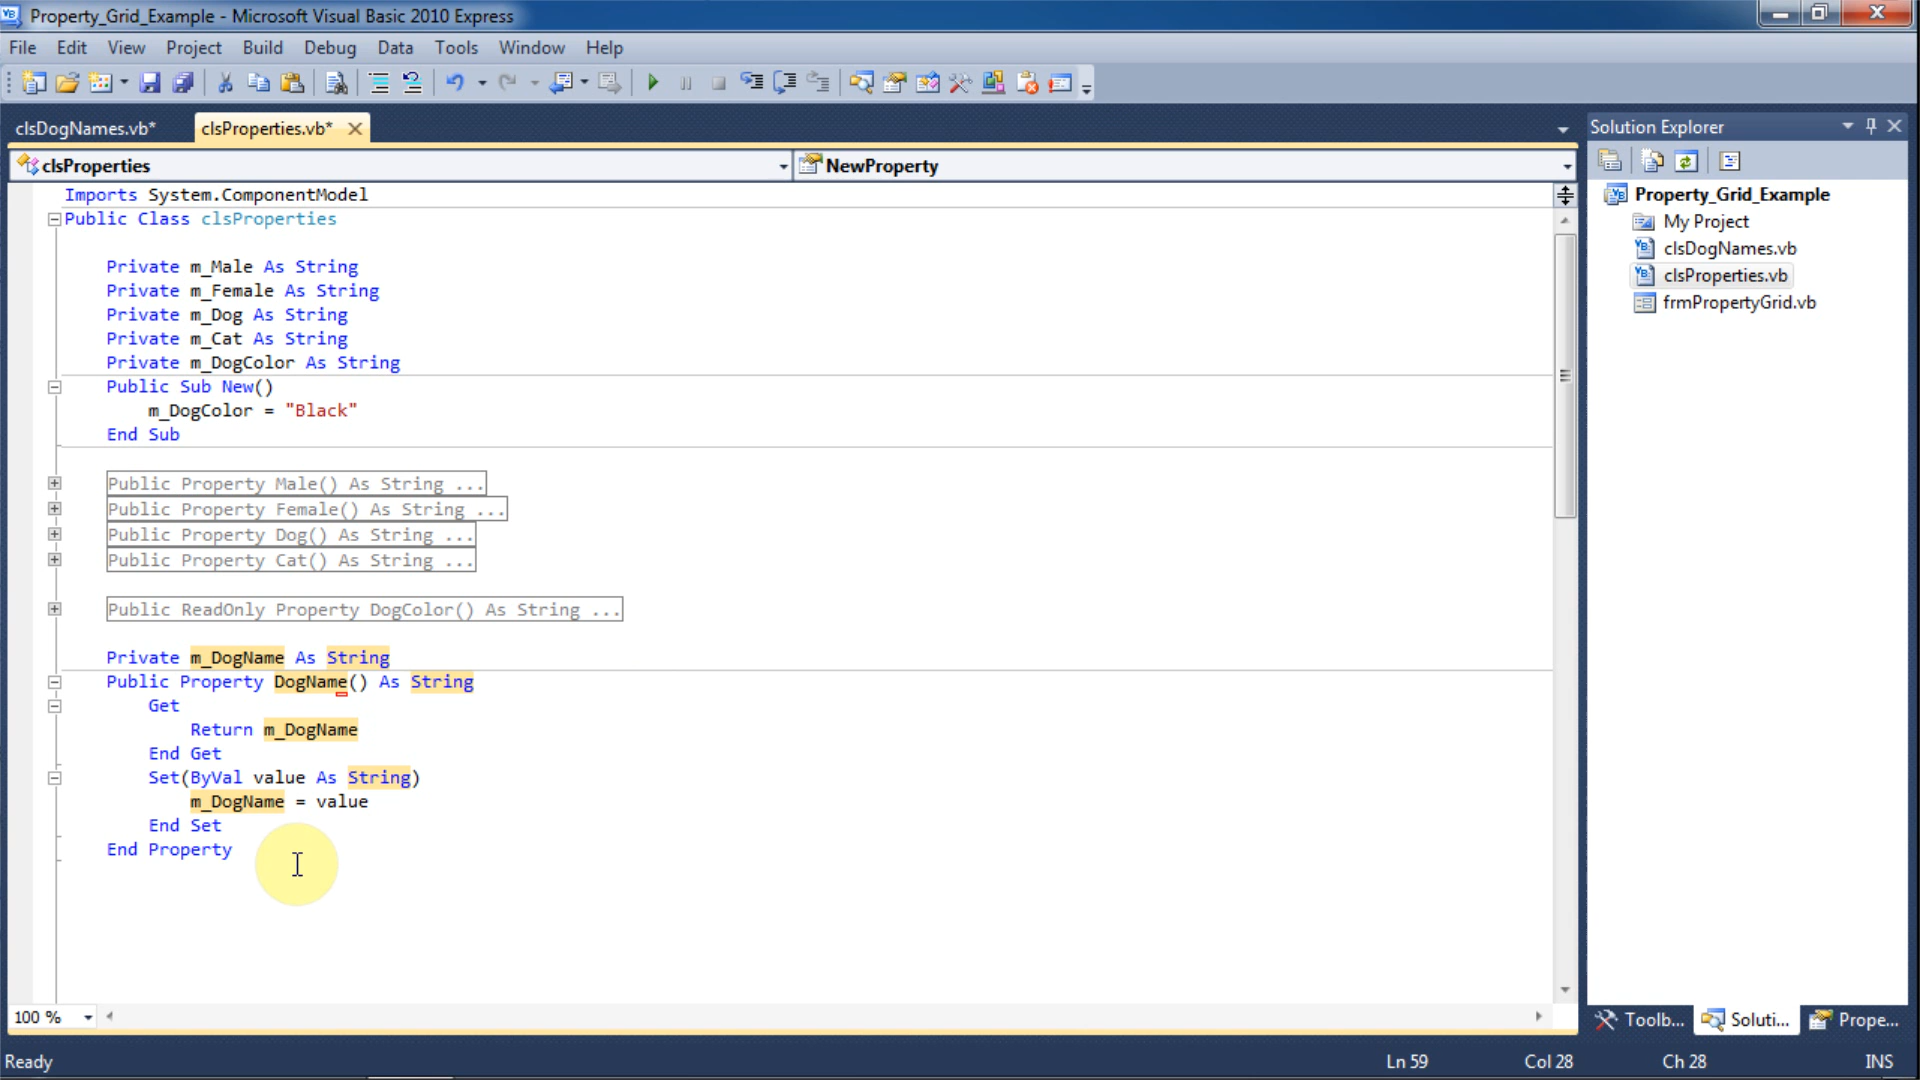 Property_Grid_Example - Microsoft Visual Basic 2010 Express
File Edit View Project Build Debug Data Tools Window Help
clsDogNames.vb* clsProperties.vb*
clsProperties NewProperty
Imports System.ComponentModel
Public Class clsProperties
Private m_Male As String
Private m_Female As String
Private m_Dog As String
Private m_Cat As String
Private m_DogColor As String
Public Sub New()
m_DogColor = "Black"
End Sub
Public Property Male() As String ...
Public Property Female() As String ...
Public Property Dog() As String ...
Public Property Cat() As String ...
Public ReadOnly Property DogColor() As String ...
Private m_DogName As String
Public Property DogName() As String
Get
Return m_DogName
End Get
Set(ByVal value As String)
m_DogName = value
End Set
End Property
100 %
Solution Explorer
Property_Grid_Example
My Project
clsDogNames.vb
clsProperties.vb
frmPropertyGrid.vb
Toolb... Soluti... Prope...
Ready Ln 59 Col 28 Ch 28 INS